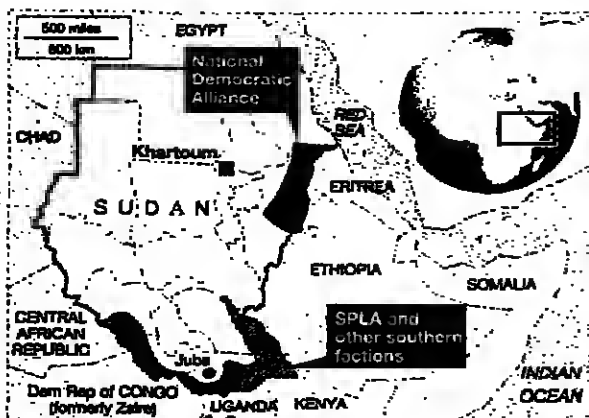 500 miles
800 km
EGYPT
National
Democratic
Alliance
CHAD
RED
SEA
Khartoum
ERITREA
SUDAN
ETHIOPIA
SOMALIA
CENTRAL
AFRICAN
REPUBLIC
SPLA and
other southern
factions
Juba
Dem Rep of CONGO
(formerly Zaire)
UGANDA
KENYA
INDIAN
OCEAN